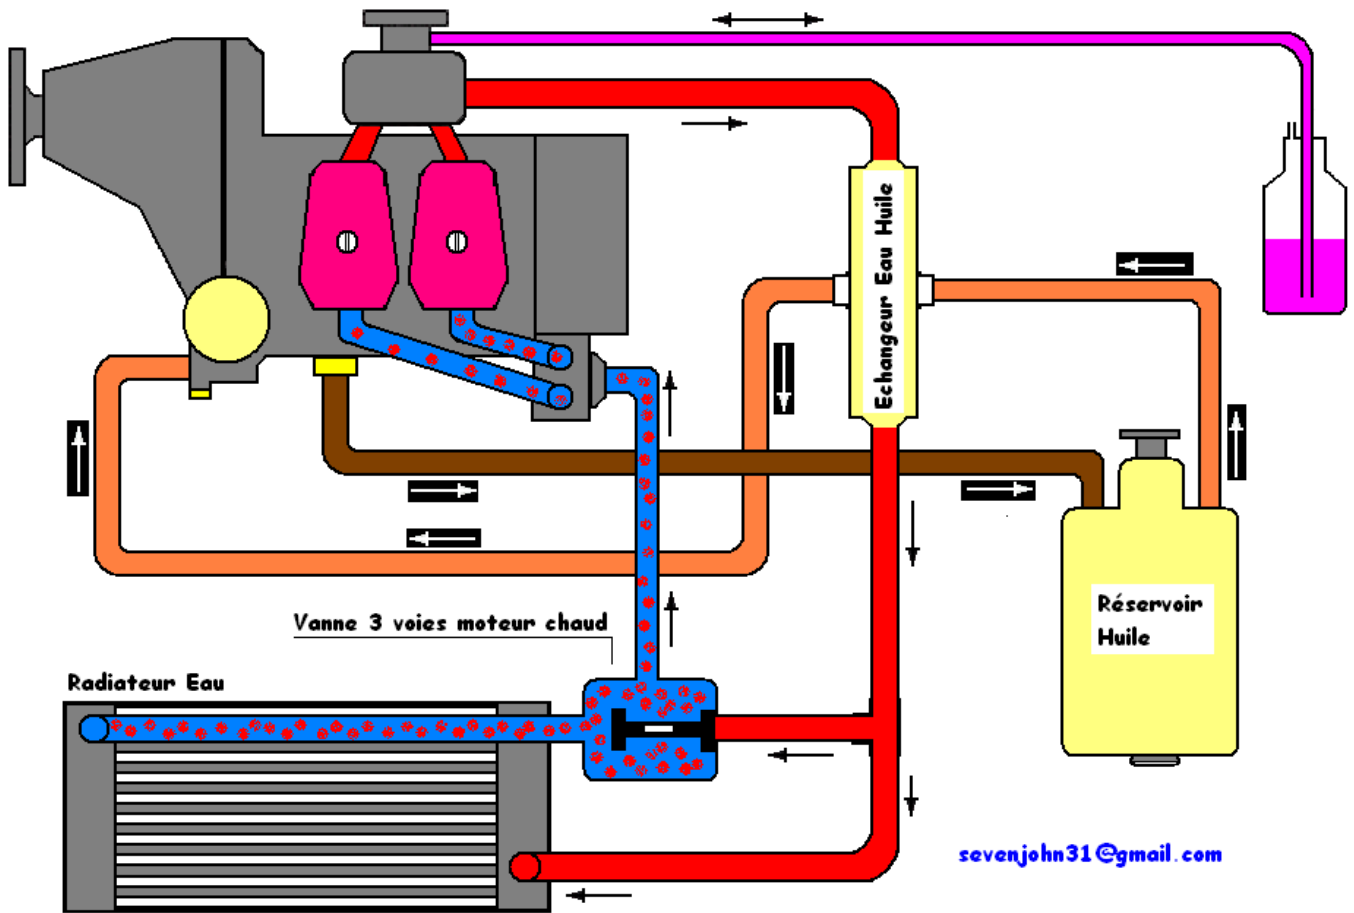 Echangeur Eau Huile
Réservoir
Huile
Vanne 3 voies moteur chaud
Radiateur Eau
sevenjohn31@gmail.com